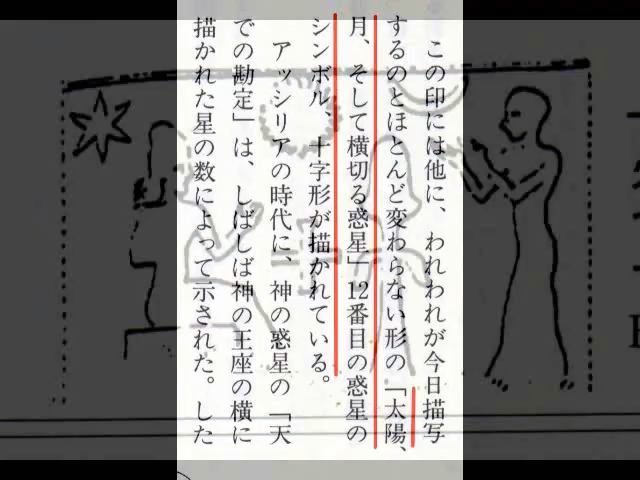 この印には他に、われわれが今日描写
するのとほとんど変わらない形の「太陽、
月、そして横切る惑星」12番目の惑星の
シンボル、十字形が描かれている。
アッシリアの時代に、神の惑星の「天
での勘定」は、しばしば神の王座の横に
描かれた星の数によって示された。した